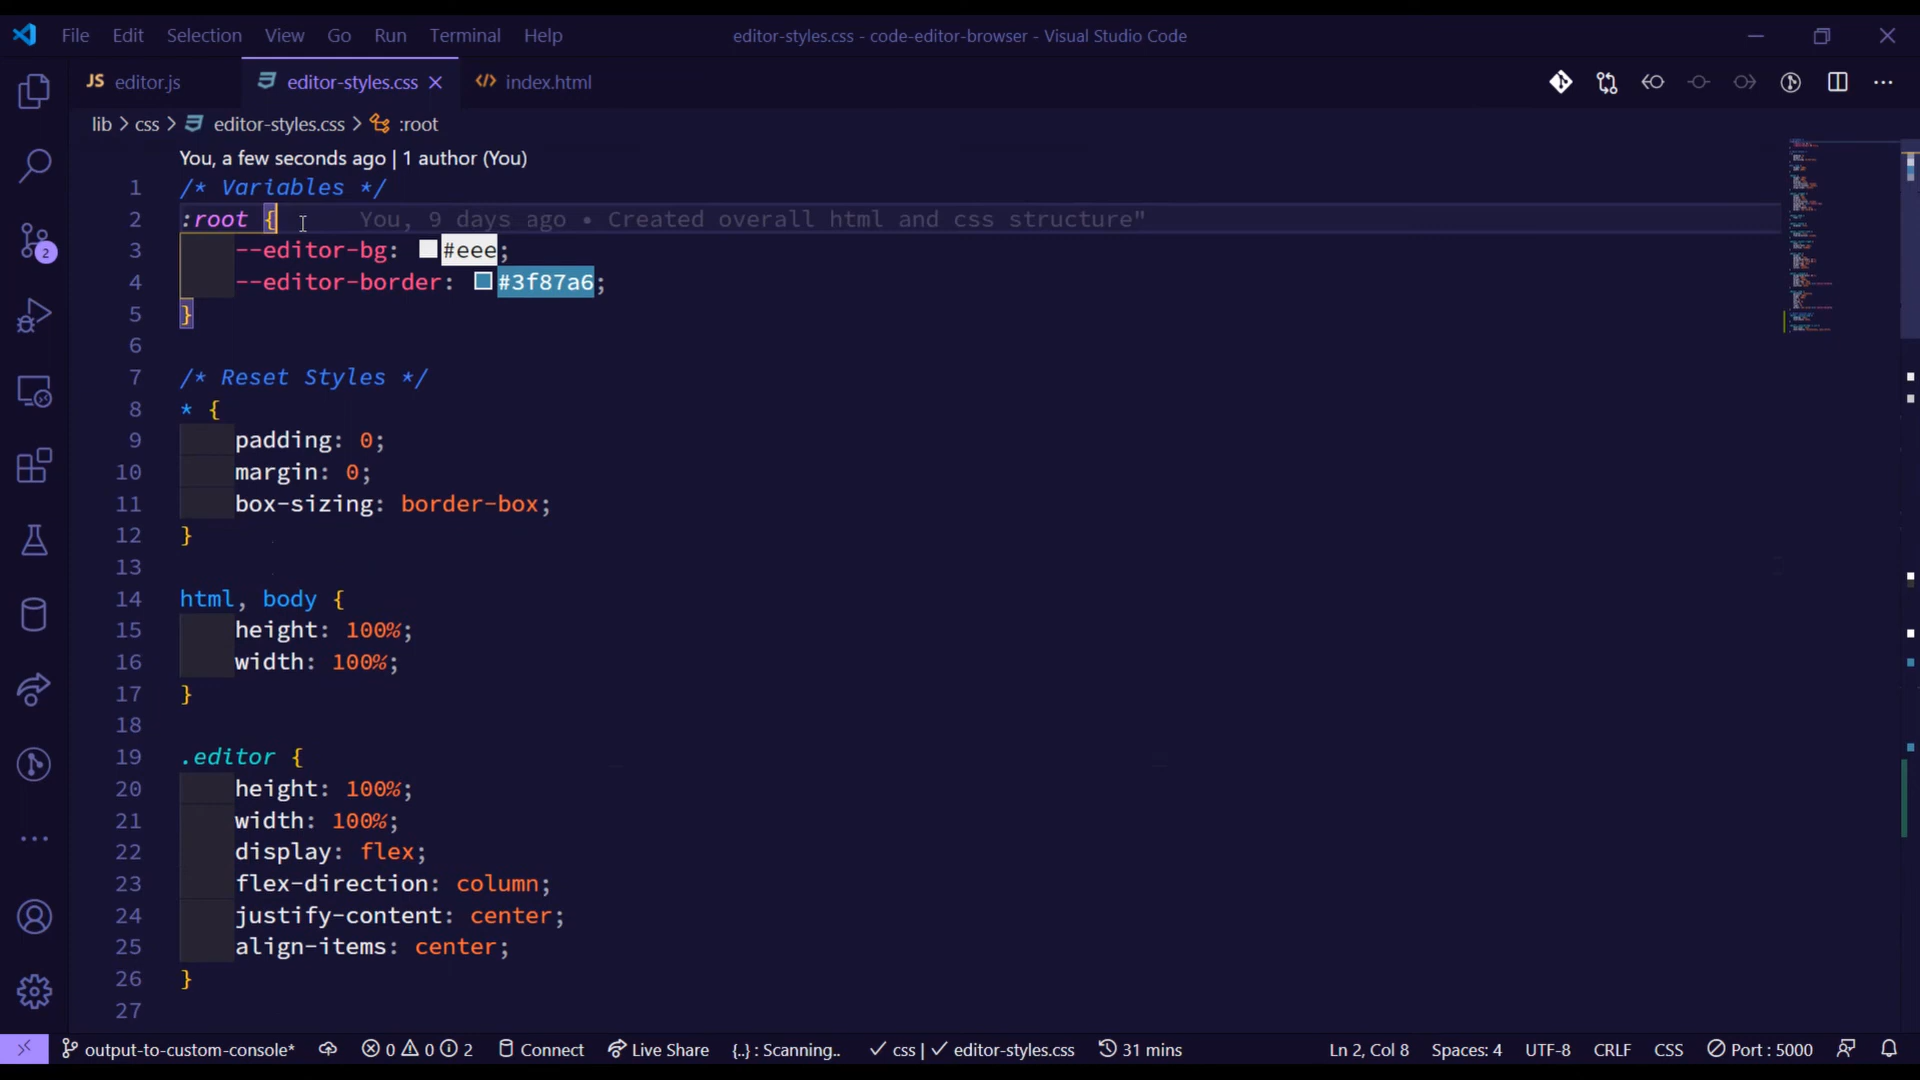 File Edit Selection View Go Run Terminal Help editor-styles.css - code-editor-browser - Visual Studio Code
JS editor.js editor-styles.css index.html
lib > css > editor-styles.css > :root
You, a few seconds ago | 1 author (You)
1 /* Variables */
2 :root { You, 9 days ago • Created overall html and css structure"
3 --editor-bg: #eee;
4 --editor-border: #3f87a6;
5 }
6
7 /* Reset Styles */
8 * {
9 padding: 0;
10 margin: 0;
11 box-sizing: border-box;
12 }
13
14 html, body {
15 height: 100%;
16 width: 100%;
17 }
18
19 .editor {
20 height: 100%;
21 width: 100%;
22 display: flex;
23 flex-direction: column;
24 justify-content: center;
25 align-items: center;
26 }
27
2
output-to-custom-console* 0 0 2 Connect Live Share {..} : Scanning.. ✓ css | ✓ editor-styles.css 31 mins Ln 2, Col 8 Spaces: 4 UTF-8 CRLF CSS Port : 5000